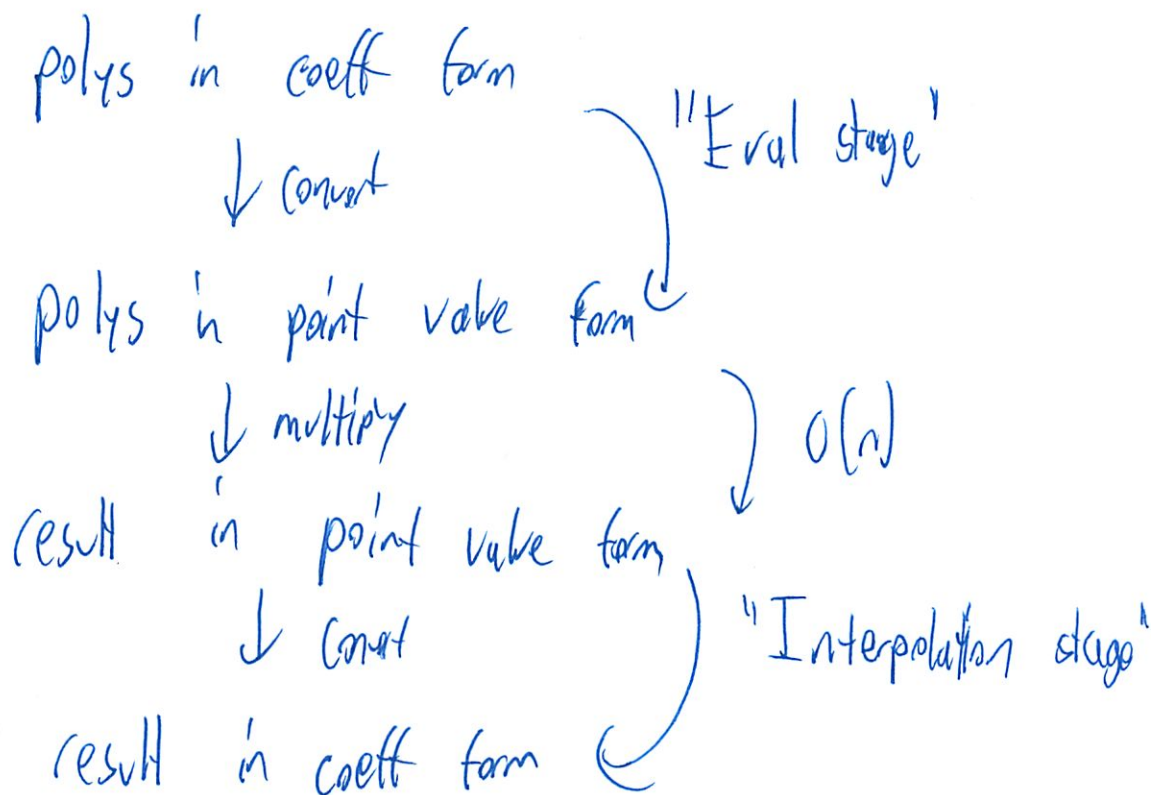 polys in coeff form
"Eval stage"
↓ convert
polys in point value form
↓ multiply
O(n)
result in point value form
↓ convert
"Interpolation stage"
result in coeff form